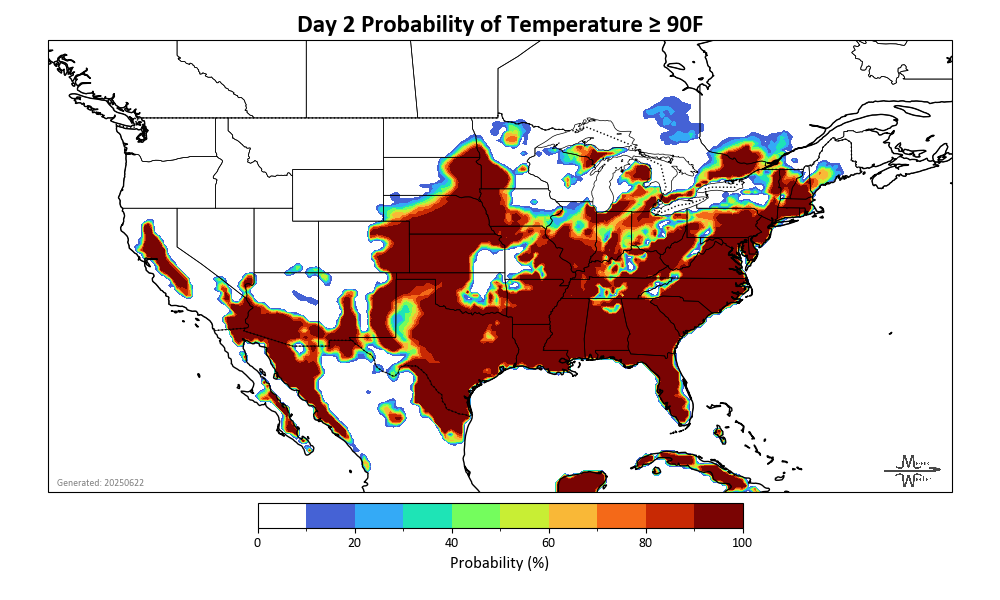 Day 2 Probability of Temperature ≥ 90F
Generated: 20250622
0 20 40 60 80 100
Probability (%)